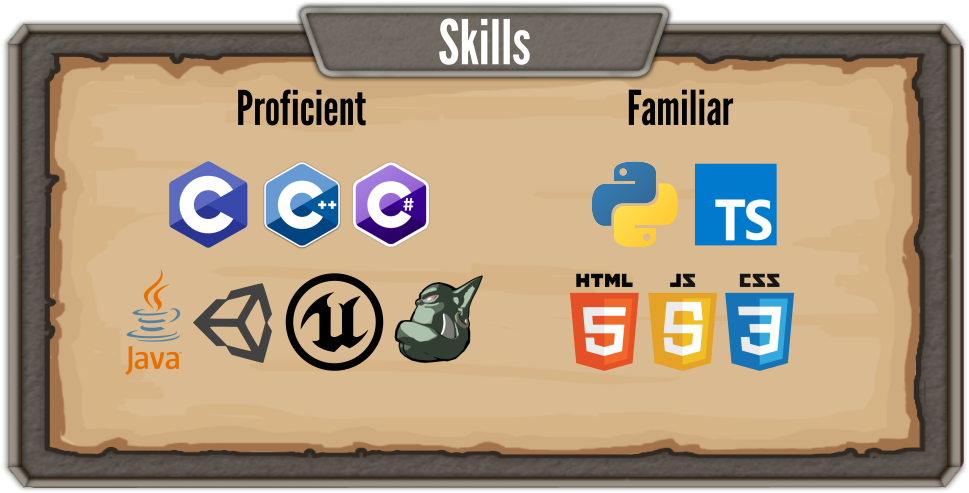 Skills
Proficient
Familiar
C
C++
C#
TS
Java
HTML JS CSS
5 5 3